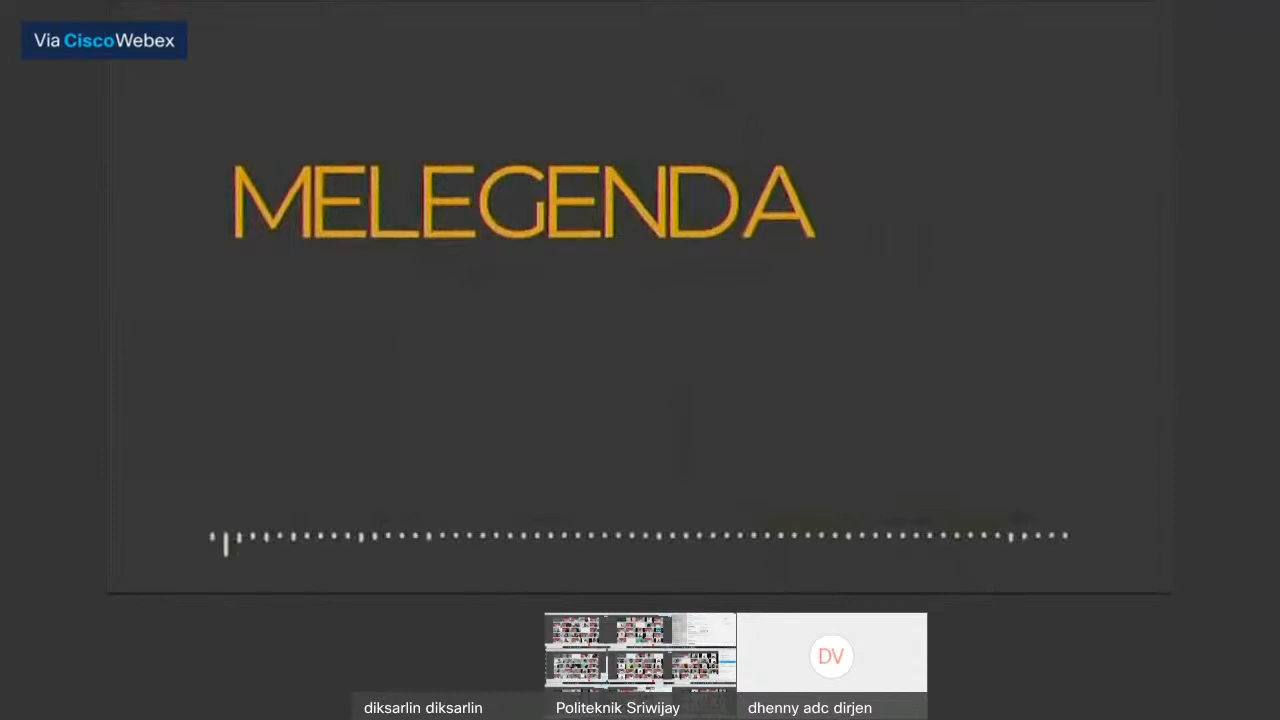 Via CiscoWebex
MELEGENDA
DV
diksarlin diksarlin
Politeknik Sriwijay
dhenny adc dirjen